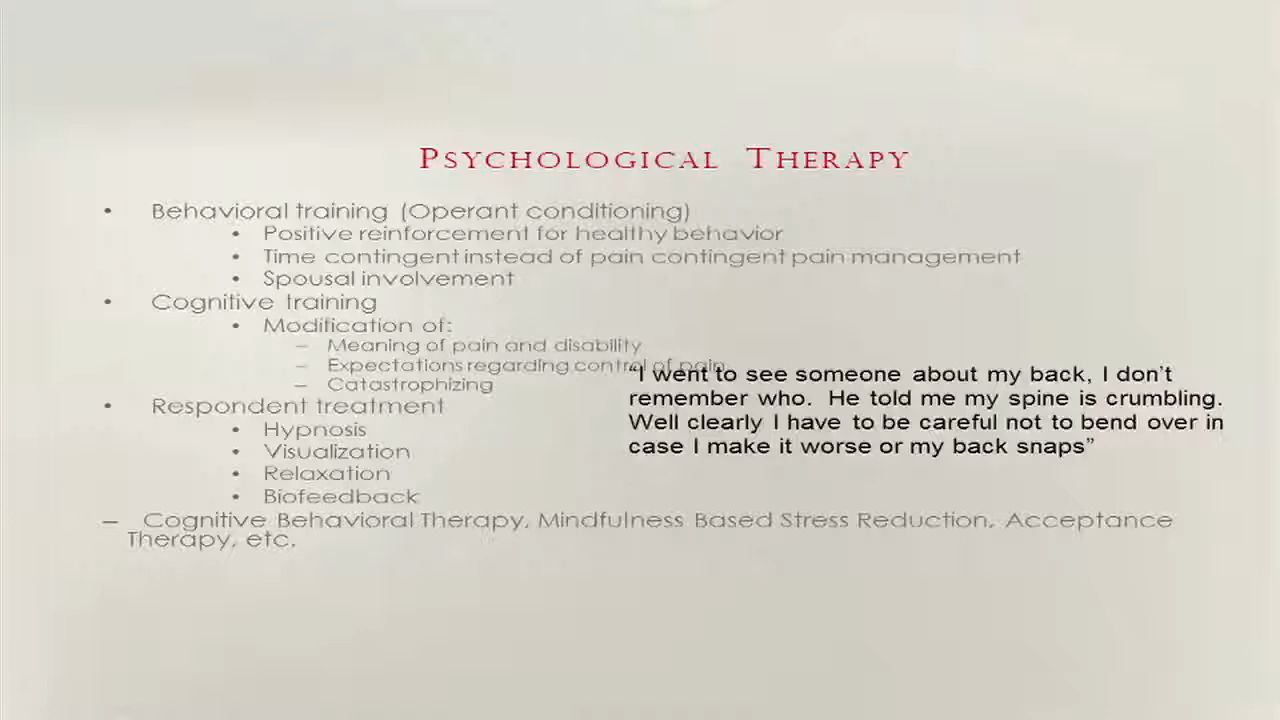 PSYCHOLOGICAL THERAPY
• Behavioral training (Operant conditioning)
• Positive reinforcement for healthy behavior
• Time contingent instead of pain contingent pain management
• Spousal involvement
• Cognitive training
• Modification of:
– Meaning of pain and disability
– Expectations regarding control of pain
– Catastrophizing
• Respondent treatment
• Hypnosis
• Visualization
• Relaxation
• Biofeedback
– Cognitive Behavioral Therapy, Mindfulness Based Stress Reduction, Acceptance
Therapy, etc.
“I went to see someone about my back, I don’t
remember who. He told me my spine is crumbling.
Well clearly I have to be careful not to bend over in
case I make it worse or my back snaps”